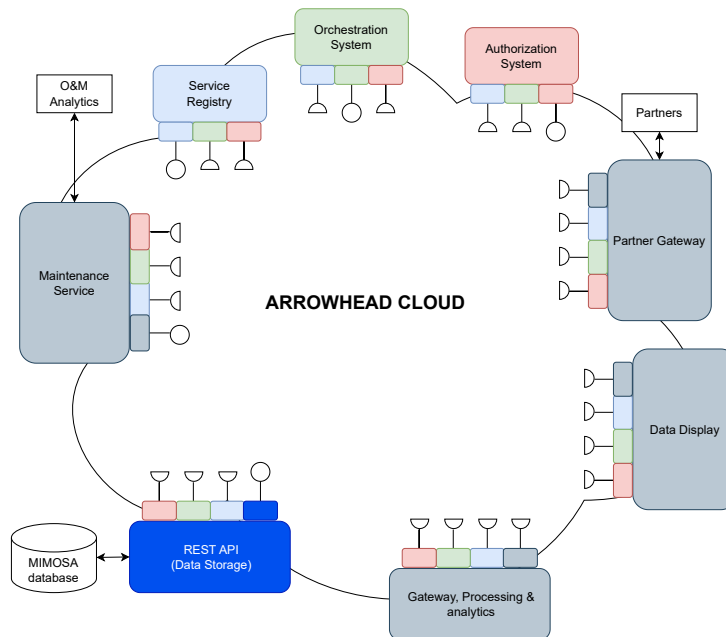 Orchestration
System
Authorization
System
O&M
Analytics
Service
Registry
Partners
Maintenance
Service
Partner Gateway
ARROWHEAD CLOUD
Data Display
REST API
(Data Storage)
MIMOSA
database
Gateway, Processing &
analytics